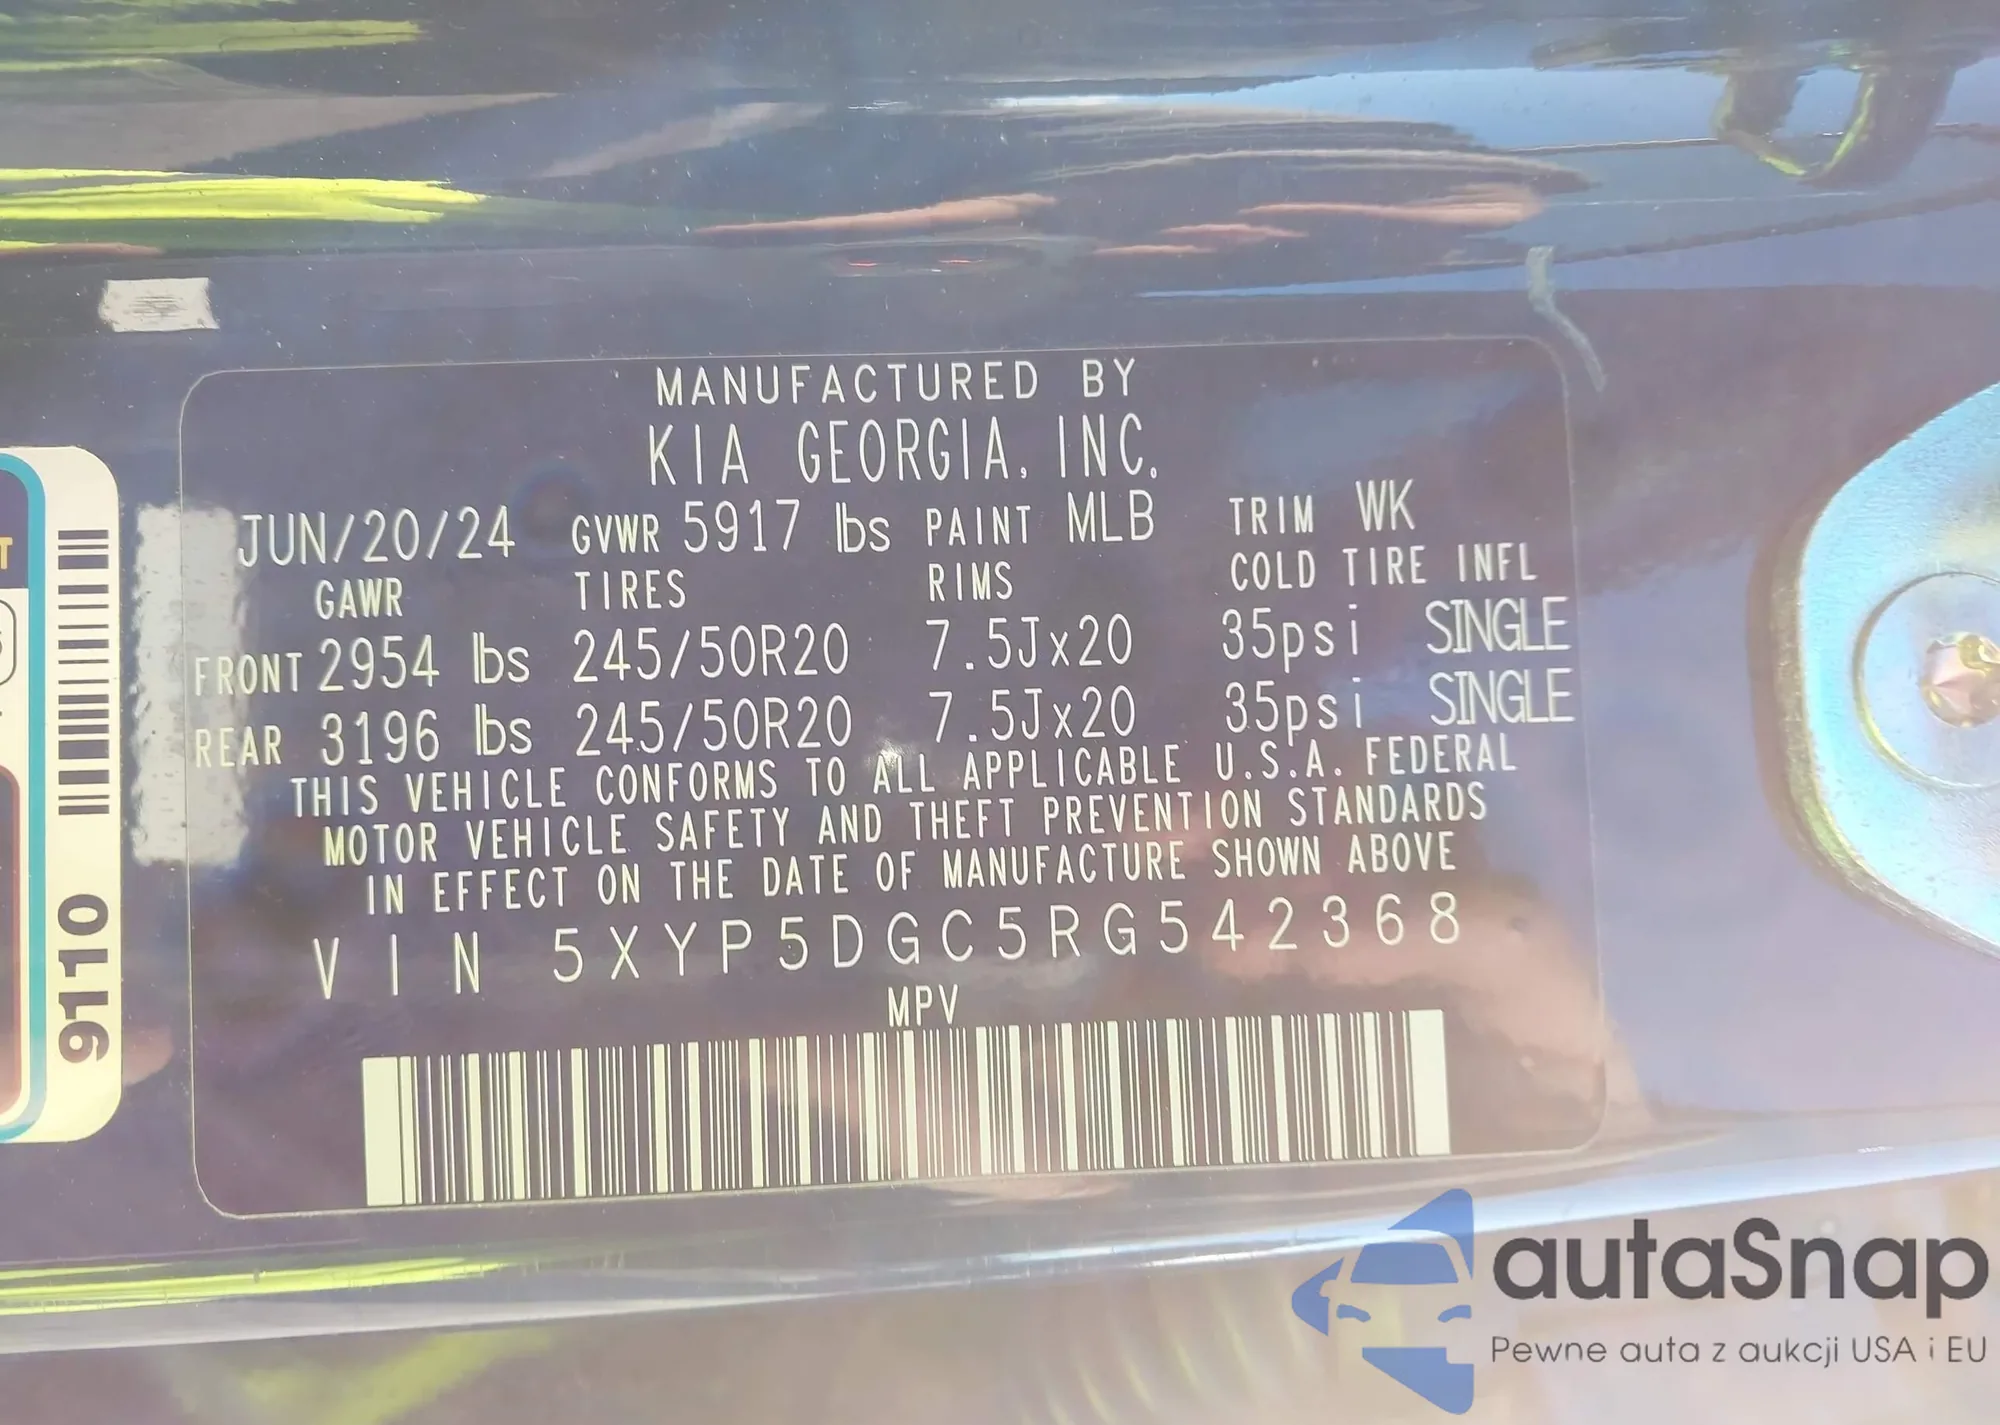 MANUFACTURED BY
KIA GEORGIA, INC.
JUN/20/24 GVWR 5917 lbs PAINT MLB TRIM WK
GAWR TIRES RIMS COLD TIRE INFL
FRONT 2954 lbs 245/50R20 7.5Jx20 35psi SINGLE
REAR 3196 lbs 245/50R20 7.5Jx20 35psi SINGLE
THIS VEHICLE CONFORMS TO ALL APPLICABLE U.S.A. FEDERAL
MOTOR VEHICLE SAFETY AND THEFT PREVENTION STANDARDS
IN EFFECT ON THE DATE OF MANUFACTURE SHOWN ABOVE
VIN 5XYP5DGC5RG542368
MPV
9110
autaSnap
Pewne auta z aukcji USA i EU